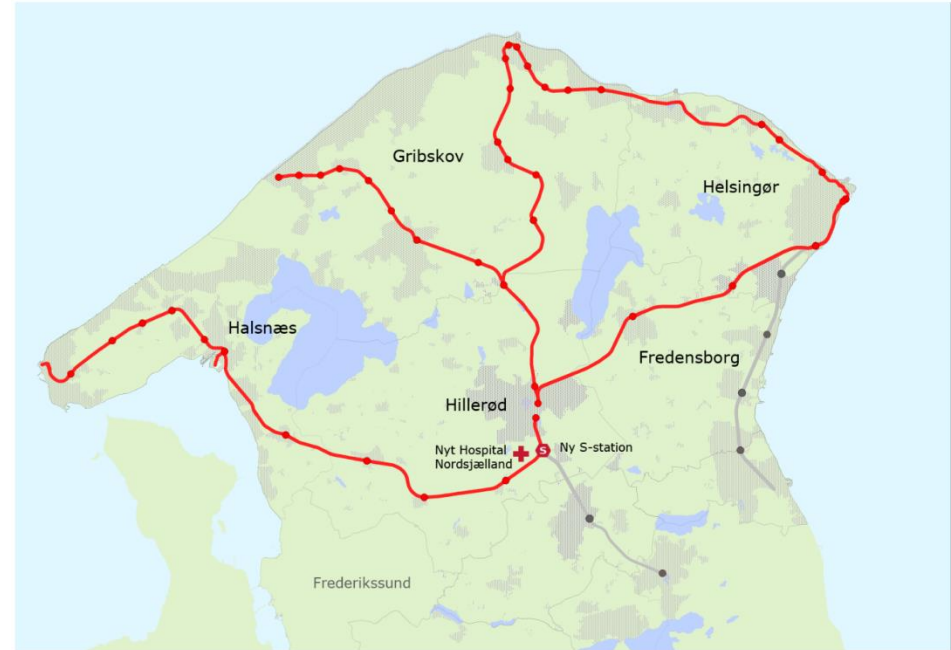 Gribskov
Helsingør
Halsnæs
Fredensborg
Hillerød
Nyt Hospital
Nordsjælland
S
Ny S-station
Frederikssund